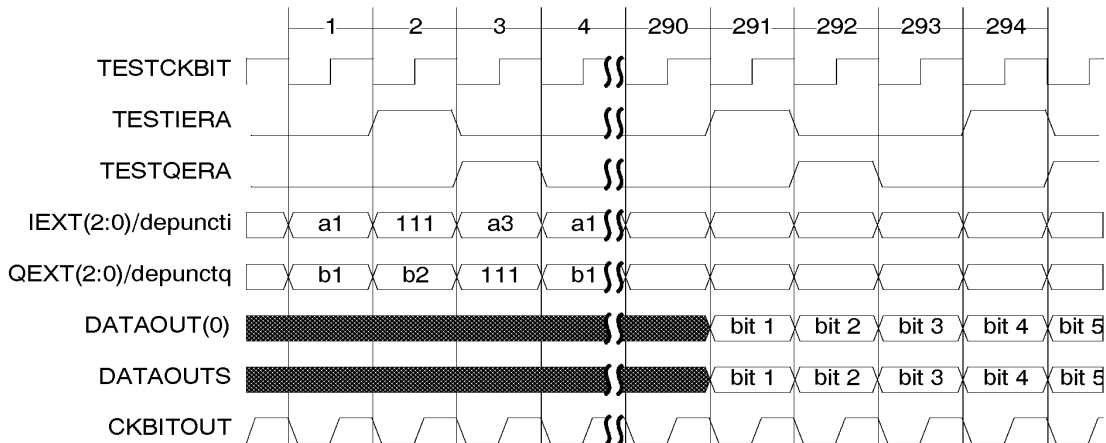 1 2 3 4 290 291 292 293 294
TESTCKBIT
TESTIERA
TESTQERA
IEXT(2:0)/depuncti a1 111 a3 a1
QEXT(2:0)/depunctq b1 b2 111 b1
DATAOUT(0) bit 1 bit 2 bit 3 bit 4 bit 5
DATAOUTS bit 1 bit 2 bit 3 bit 4 bit 5
CKBITOUT